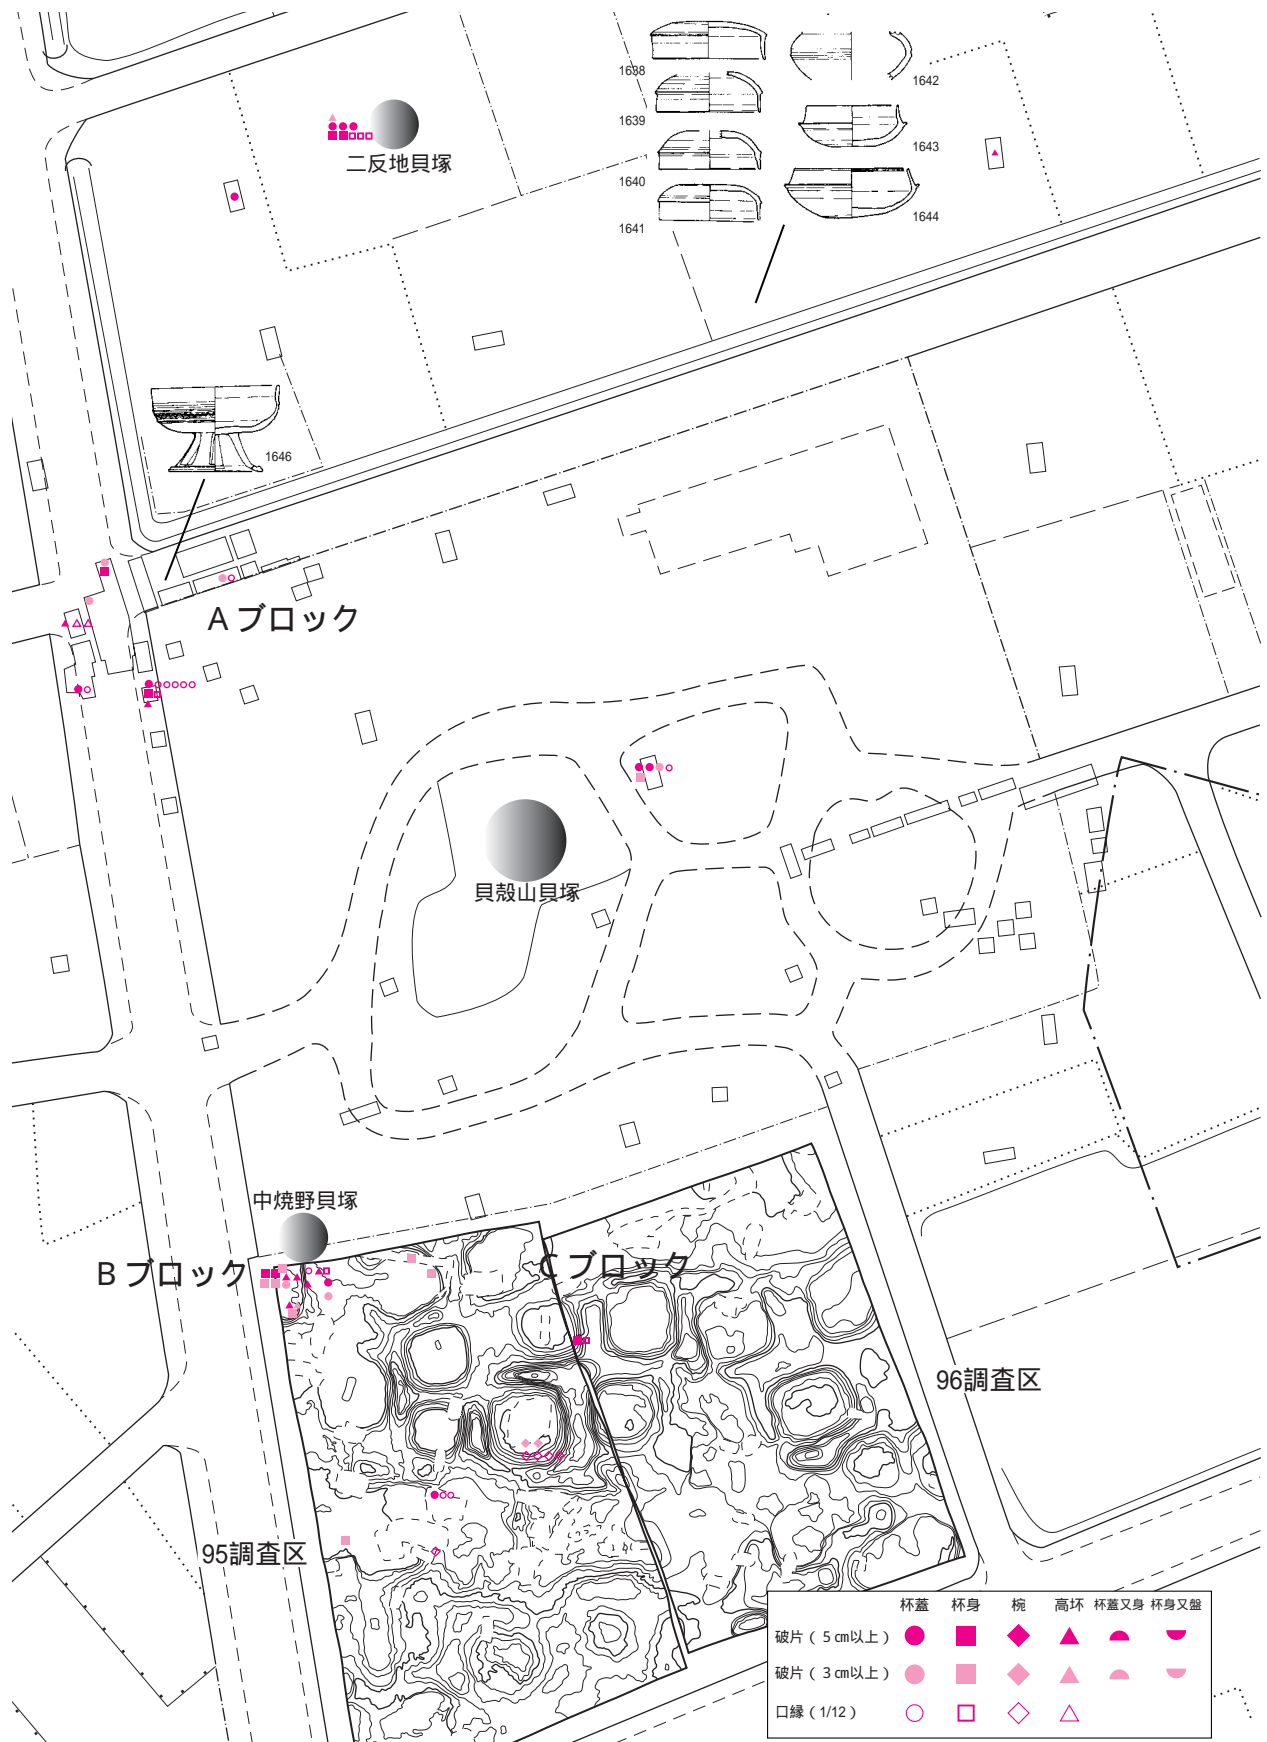 1638
1639
1640
1641
1642
1643
1644
二反地貝塚
1646
Aブロック
貝殻山貝塚
中焼野貝塚
Bブロック
Cブロック
96調査区
95調査区
杯蓋 杯身 椀 高坏 杯蓋又身 杯身又盤
破片（５㎝以上）
破片（３㎝以上）
口縁（1/12）